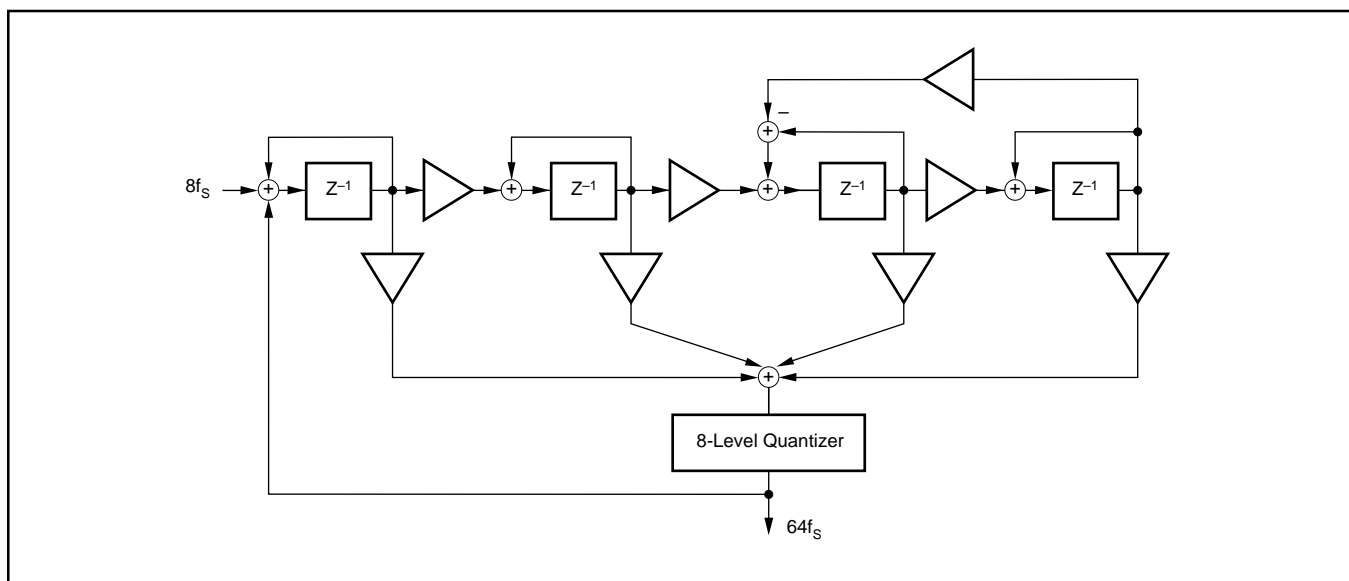 –
+
+
8f_S
+
Z⁻¹
+
Z⁻¹
+
Z⁻¹
+
Z⁻¹
+
8-Level Quantizer
64f_S